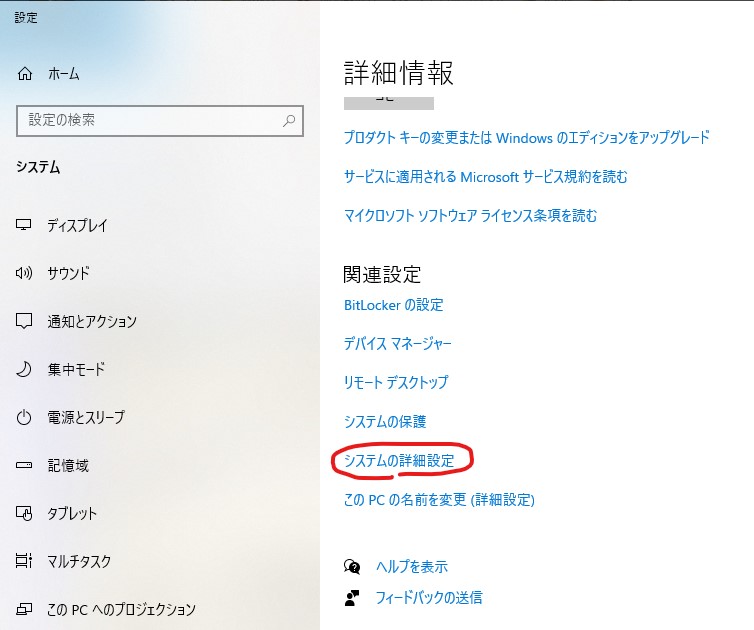 設定
ホーム
設定の検索
システム
ディスプレイ
サウンド
通知とアクション
集中モード
電源とスリープ
記憶域
タブレット
マルチタスク
この PC へのプロジェクション
詳細情報
コピー
プロダクト キーの変更または Windows のエディションをアップグレード
サービスに適用される Microsoft サービス規約を読む
マイクロソフト ソフトウェア ライセンス条項を読む
関連設定
BitLocker の設定
デバイス マネージャー
リモート デスクトップ
システムの保護
システムの詳細設定
この PC の名前を変更 (詳細設定)
ヘルプを表示
フィードバックの送信